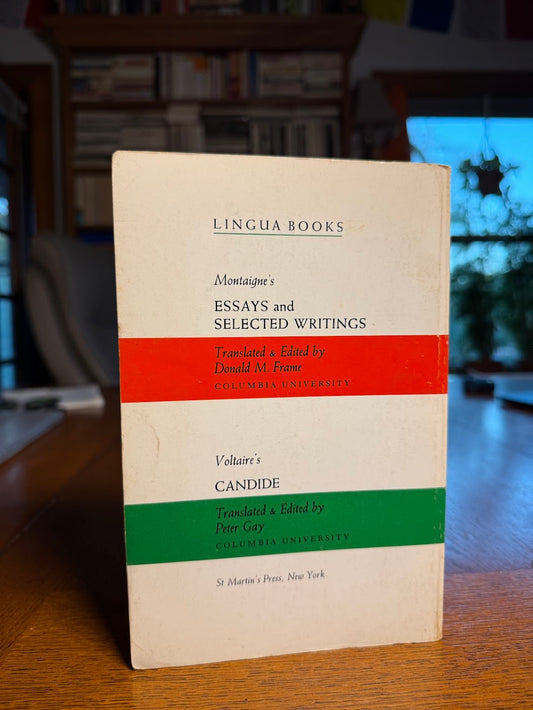 LINGUA BOOKS
Montaigne's
ESSAYS and
SELECTED WRITINGS
Translated & Edited by
Donald M. Frame
COLUMBIA UNIVERSITY
Voltaire's
CANDIDE
Translated & Edited by
Peter Gay
COLUMBIA UNIVERSITY
St Martin's Press, New York